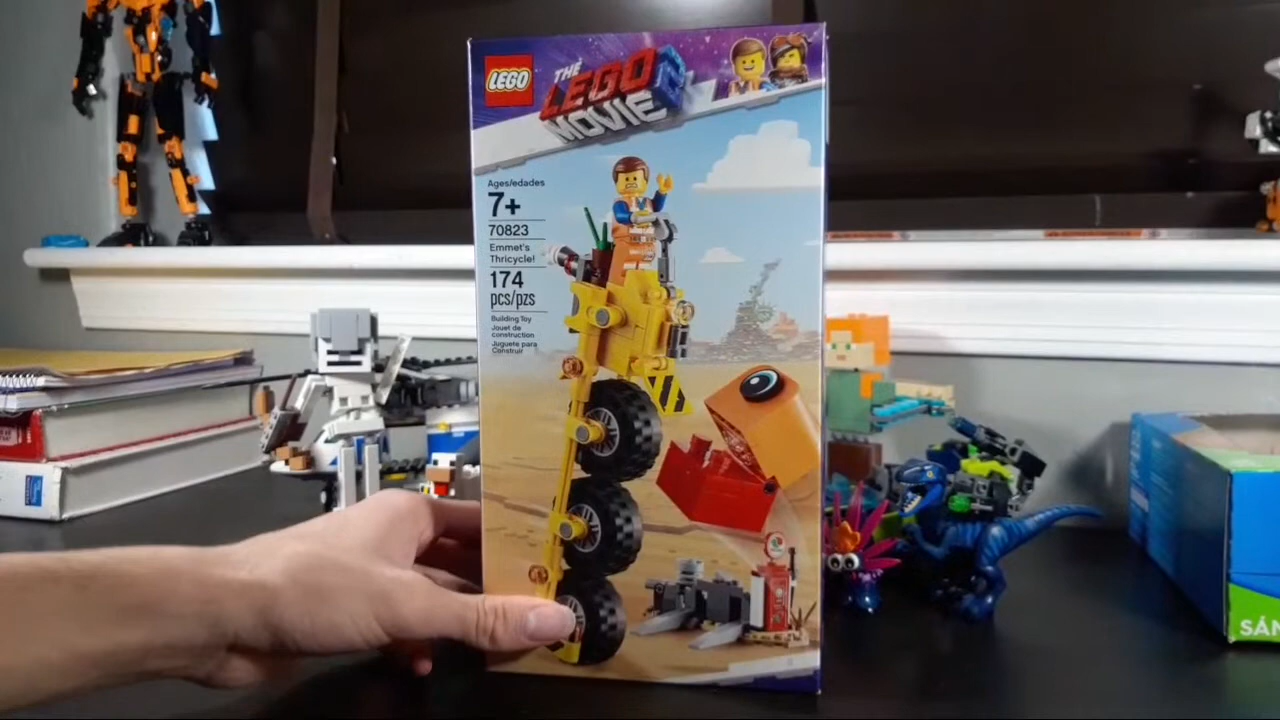 LEGO
THE
LEGO
MOVIE 2
Ages/edades
7+
70823
Emmet's
Thricycle!
174
pcs/pzs
Building Toy
Jouet de
construction
Juguete para
Construir
SÁN